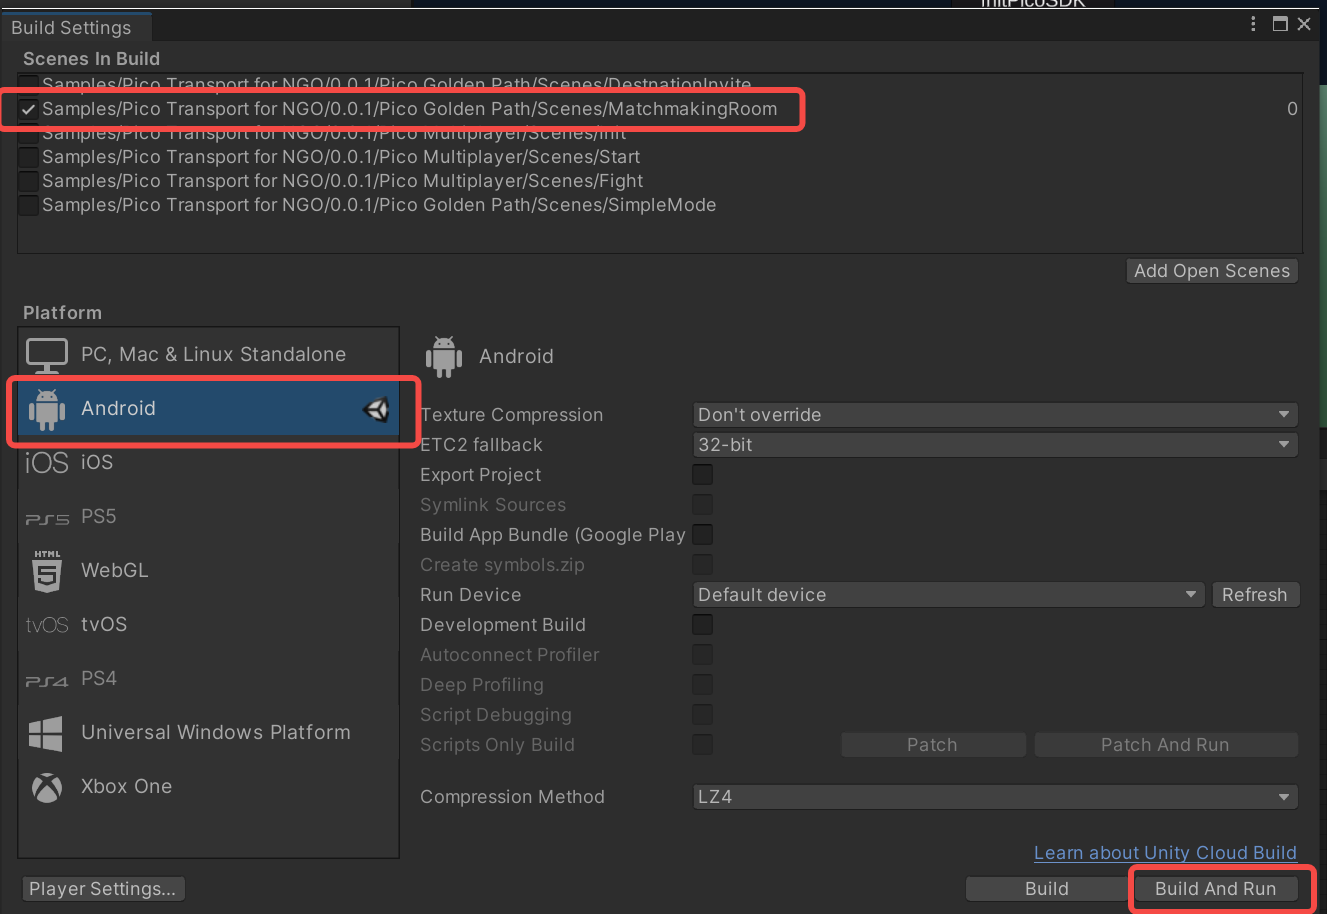 InitPicoSDK
Build Settings
Scenes In Build
Samples/Pico Transport for NGO/0.0.1/Pico Golden Path/Scenes/DestnationInvite
Samples/Pico Transport for NGO/0.0.1/Pico Golden Path/Scenes/MatchmakingRoom 0
Samples/Pico Transport for NGO/0.0.1/Pico Multiplayer/Scenes/Init
Samples/Pico Transport for NGO/0.0.1/Pico Multiplayer/Scenes/Start
Samples/Pico Transport for NGO/0.0.1/Pico Multiplayer/Scenes/Fight
Samples/Pico Transport for NGO/0.0.1/Pico Golden Path/Scenes/SimpleMode
Add Open Scenes
Platform
PC, Mac & Linux Standalone
Android
iOS iOS
PS5 PS5
HTML 5 WebGL
tvOS tvOS
PS4 PS4
Universal Windows Platform
Xbox One
Android
Texture Compression Don't override
ETC2 fallback 32-bit
Export Project
Symlink Sources
Build App Bundle (Google Play
Create symbols.zip
Run Device Default device Refresh
Development Build
Autoconnect Profiler
Deep Profiling
Script Debugging
Scripts Only Build Patch Patch And Run
Compression Method LZ4
Learn about Unity Cloud Build
Player Settings... Build Build And Run